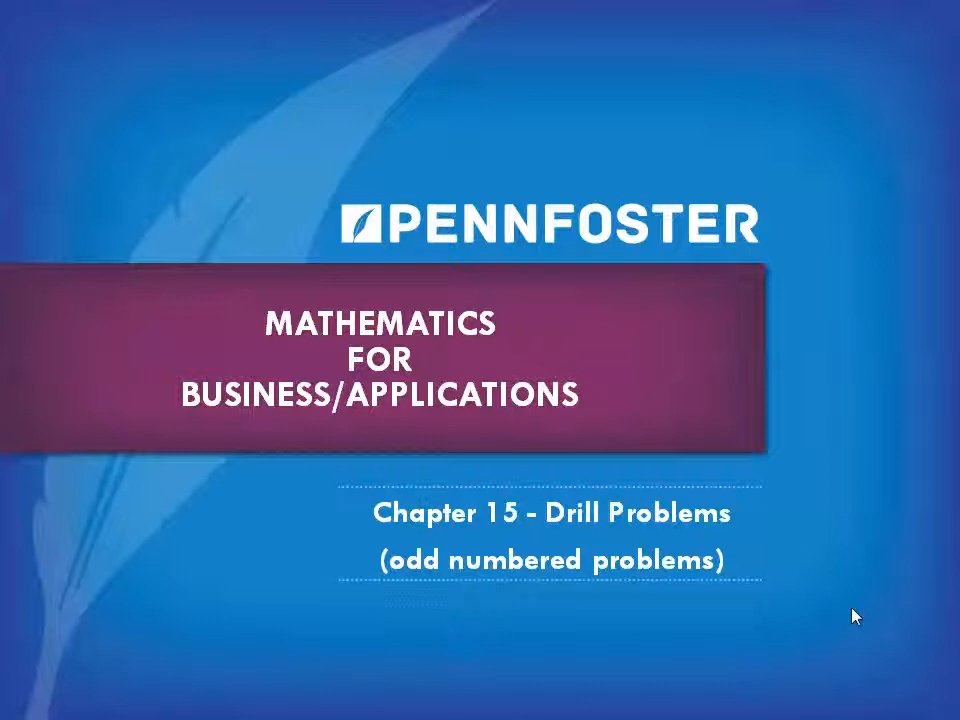 PENNFOSTER
MATHEMATICS
FOR
BUSINESS/APPLICATIONS
Chapter 15 - Drill Problems
(odd numbered problems)